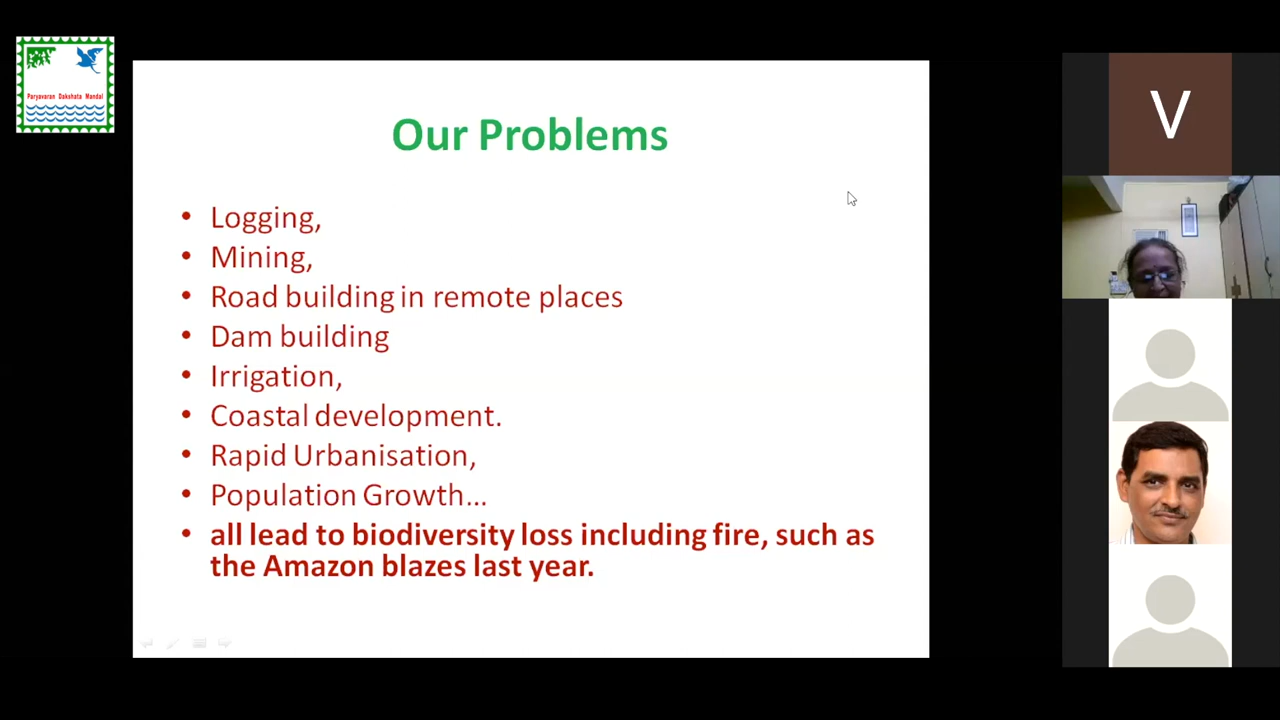 Paryavaran Dakshata Mandal
Our Problems
• Logging,
• Mining,
• Road building in remote places
• Dam building
• Irrigation,
• Coastal development.
• Rapid Urbanisation,
• Population Growth...
• all lead to biodiversity loss including fire, such as
the Amazon blazes last year.
V